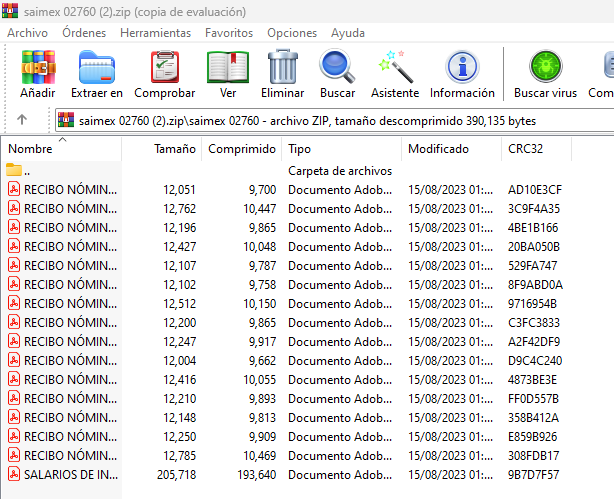 saimex 02760 (2).zip (copia de evaluación)
Archivo Órdenes Herramientas Favoritos Opciones Ayuda
Añadir Extraer en Comprobar Ver Eliminar Buscar Asistente Información Buscar virus Com
saimex 02760 (2).zip\saimex 02760 - archivo ZIP, tamaño descomprimido 390,135 bytes
Nombre Tamaño Comprimido Tipo Modificado CRC32
.. Carpeta de archivos
RECIBO NÓMIN... 12,051 9,700 Documento Adob... 15/08/2023 01:... AD10E3CF
RECIBO NÓMIN... 12,762 10,447 Documento Adob... 15/08/2023 01:... 3C9F4A35
RECIBO NÓMIN... 12,196 9,865 Documento Adob... 15/08/2023 01:... 4BE1B166
RECIBO NÓMIN... 12,427 10,048 Documento Adob... 15/08/2023 01:... 20BA050B
RECIBO NÓMIN... 12,107 9,787 Documento Adob... 15/08/2023 01:... 529FA747
RECIBO NÓMIN... 12,102 9,758 Documento Adob... 15/08/2023 01:... 8F9ABD0A
RECIBO NÓMIN... 12,512 10,150 Documento Adob... 15/08/2023 01:... 9716954B
RECIBO NÓMIN... 12,200 9,865 Documento Adob... 15/08/2023 01:... C3FC3833
RECIBO NÓMIN... 12,247 9,917 Documento Adob... 15/08/2023 01:... A2F42DF9
RECIBO NÓMIN... 12,004 9,662 Documento Adob... 15/08/2023 01:... D9C4C240
RECIBO NÓMIN... 12,416 10,055 Documento Adob... 15/08/2023 01:... 4873BE3E
RECIBO NÓMIN... 12,210 9,893 Documento Adob... 15/08/2023 01:... FF0D557B
RECIBO NÓMIN... 12,148 9,813 Documento Adob... 15/08/2023 01:... 358B412A
RECIBO NÓMIN... 12,250 9,909 Documento Adob... 15/08/2023 01:... E859B926
RECIBO NÓMIN... 12,785 10,469 Documento Adob... 15/08/2023 01:... 308FDB17
SALARIOS DE IN... 205,718 193,640 Documento Adob... 15/08/2023 01:... 9B7D7F57